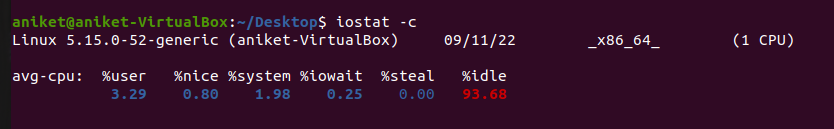 aniket@aniket-VirtualBox:~/Desktop$ iostat -c
Linux 5.15.0-52-generic (aniket-VirtualBox) 09/11/22 _x86_64_ (1 CPU)
avg-cpu: %user %nice %system %iowait %steal %idle
3.29 0.80 1.98 0.25 0.00 93.68